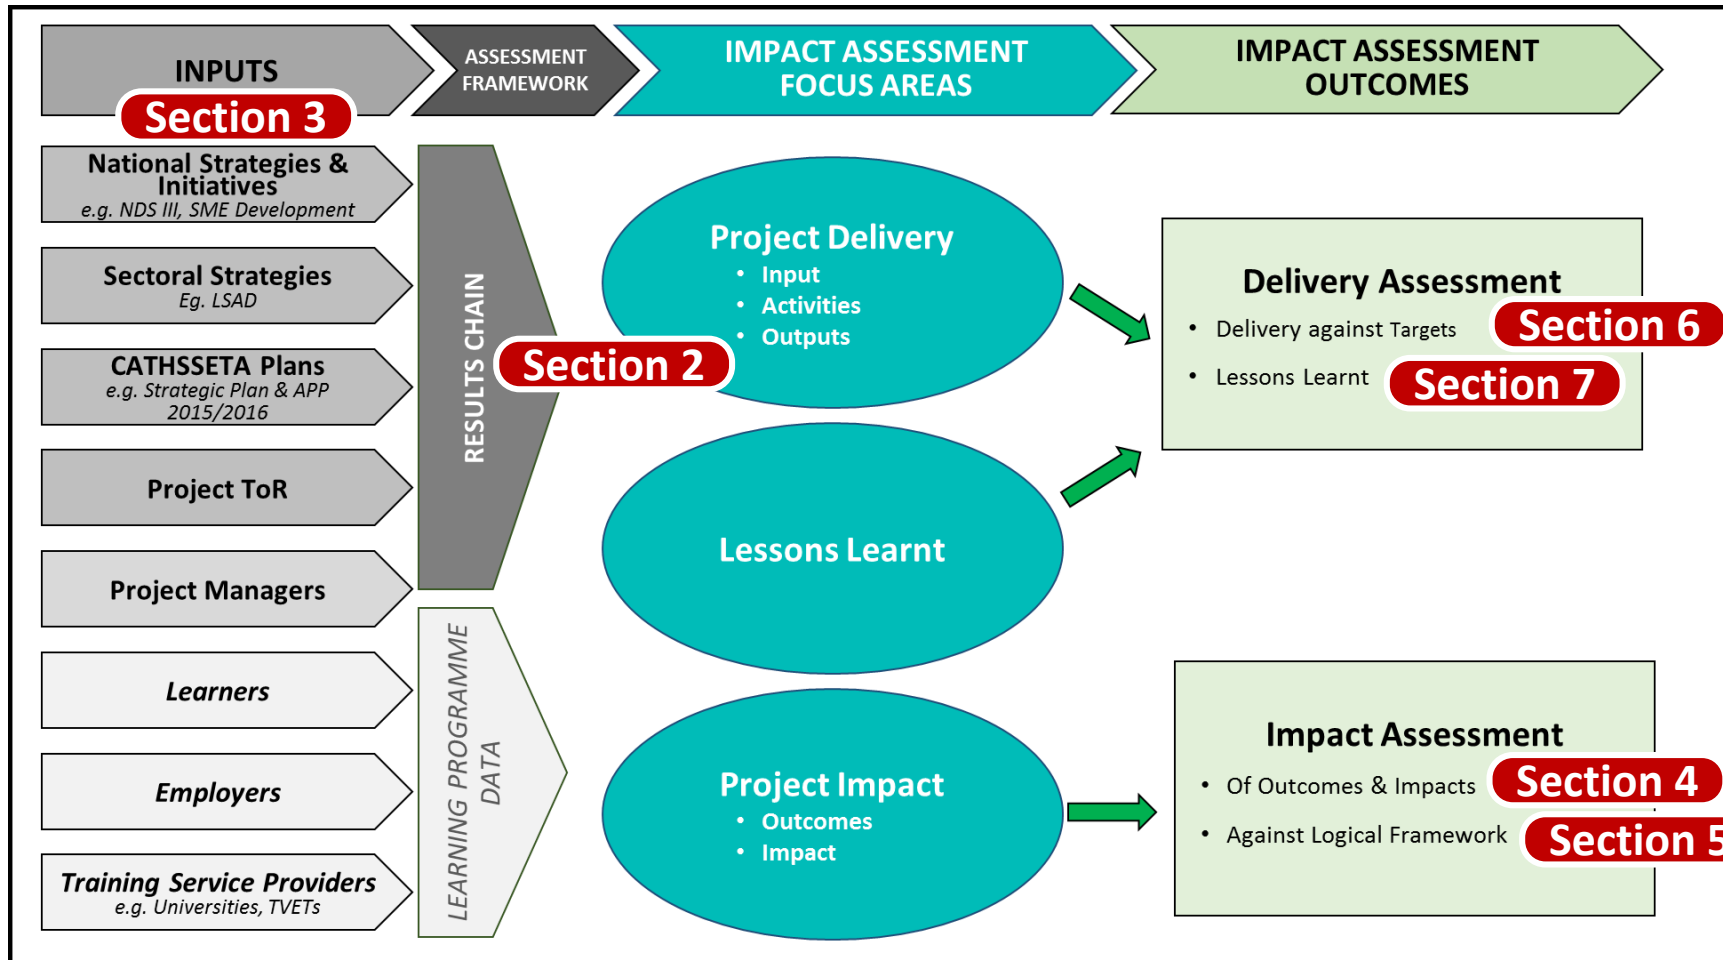 INPUTS
Section 3
ASSESSMENT
FRAMEWORK
IMPACT ASSESSMENT
FOCUS AREAS
IMPACT ASSESSMENT
OUTCOMES
National Strategies &
Initiatives
e.g. NDS III, SME Development
Sectoral Strategies
Eg. LSAD
CATHSSETA Plans
e.g. Strategic Plan & APP
2015/2016
Project ToR
Project Managers
Learners
Employers
Training Service Providers
e.g. Universities, TVETs
RESULTS CHAIN
Section 2
LEARNING PROGRAMME
DATA
Project Delivery
• Input
• Activities
• Outputs
Lessons Learnt
Project Impact
• Outcomes
• Impact
Delivery Assessment
• Delivery against Targets
Section 6
• Lessons Learnt
Section 7
Impact Assessment
• Of Outcomes & Impacts
Section 4
• Against Logical Framework
Section 5